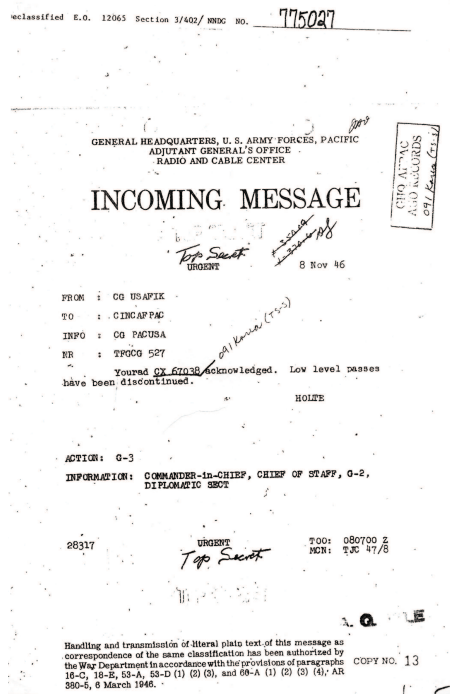 eclassified E.O. 12065 Section 3/402/ NNDG NO. 775027
GENERAL HEADQUARTERS, U. S. ARMY FORCES, PACIFIC
ADJUTANT GENERAL'S OFFICE
RADIO AND CABLE CENTER
GHQ AFPAC
AGO RECORDS
091 Korea (TS-S)
INCOMING MESSAGE
Top Secret
URGENT
8 Nov 46
FROM : CG USAFIK
TO : CINCAFPAC
INFO : CG PACUSA
NR : TFGCG 527
091 Korea (TS-S)
Yourad CX 67038 acknowledged. Low level passes
have been discontinued.
HOLTE
ACTION: G-3
INFORMATION: COMMANDER-in-CHIEF, CHIEF OF STAFF, G-2,
DIPLOMATIC SECT
28317
URGENT
Top Secret
TOO: 080700 Z
MCN: TJC 47/8
Handling and transmission of literal plain text of this message as
correspondence of the same classification has been authorized by
the War Department in accordance with the provisions of paragraphs
16-C, 18-E, 53-A, 53-D (1) (2) (3), and 60-A (1) (2) (3) (4), AR
380-5, 6 March 1946.
COPY NO. 13